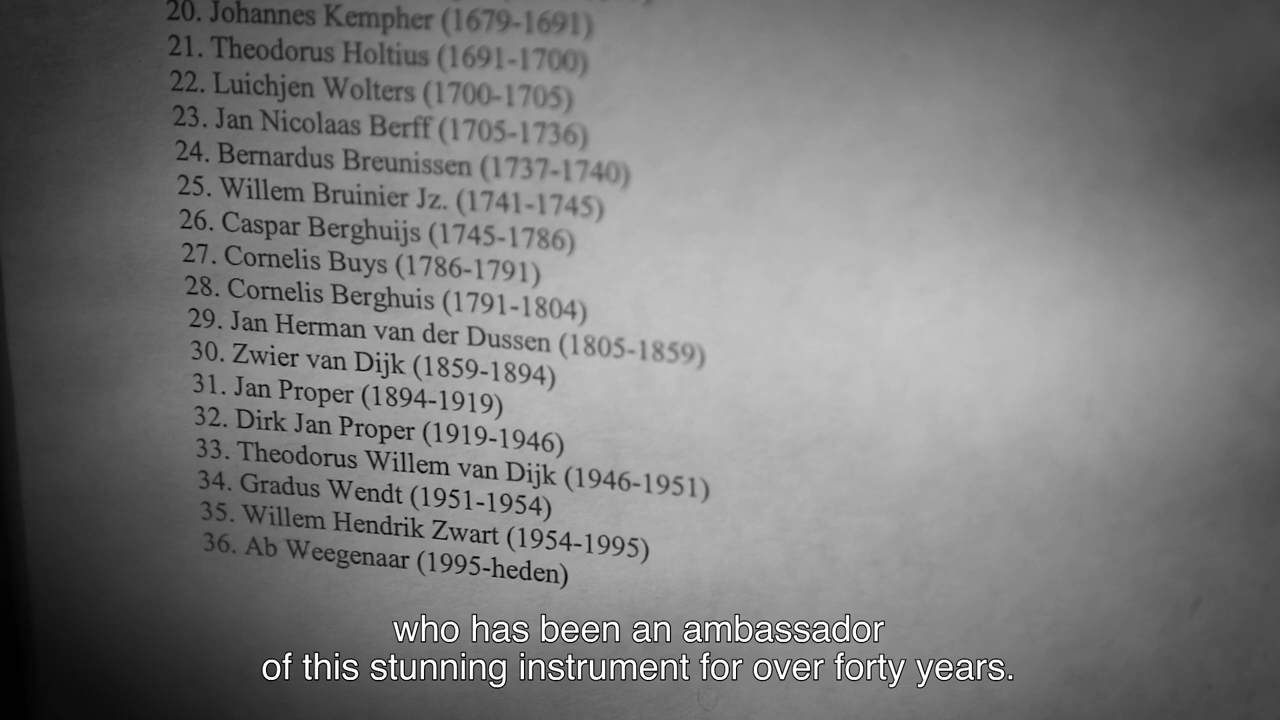 20. Johannes Kempher (1679-1691)
21. Theodorus Holtius (1691-1700)
22. Luichjen Wolters (1700-1705)
23. Jan Nicolaas Berff (1705-1736)
24. Bernardus Breunissen (1737-1740)
25. Willem Bruinier Jz. (1741-1745)
26. Caspar Berghuijs (1745-1786)
27. Cornelis Buys (1786-1791)
28. Cornelis Berghuis (1791-1804)
29. Jan Herman van der Dussen (1805-1859)
30. Zwier van Dijk (1859-1894)
31. Jan Proper (1894-1919)
32. Dirk Jan Proper (1919-1946)
33. Theodorus Willem van Dijk (1946-1951)
34. Gradus Wendt (1951-1954)
35. Willem Hendrik Zwart (1954-1995)
36. Ab Weegenaar (1995-heden)
who has been an ambassador
of this stunning instrument for over forty years.